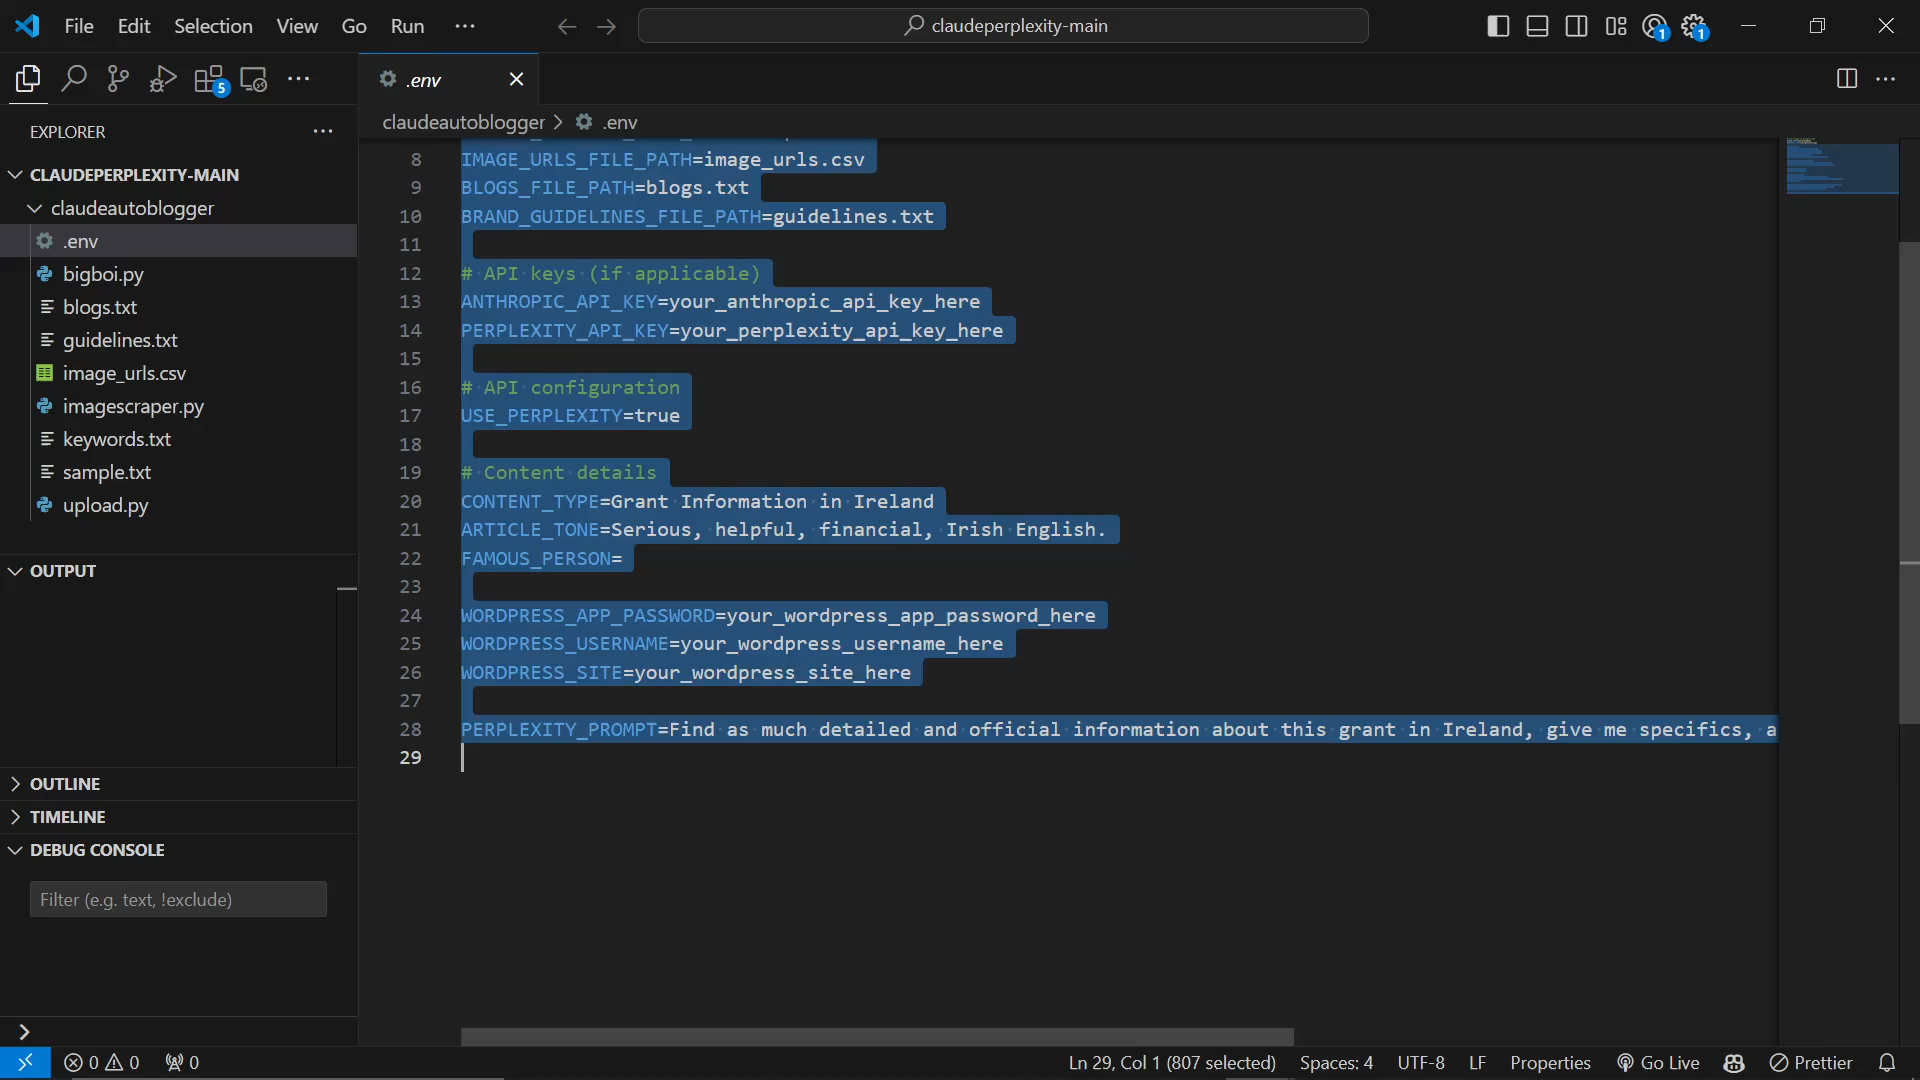 File Edit Selection View Go Run ···
claudeperplexity-main
1
1
5
.env
EXPLORER
claudeautoblogger > .env
CLAUDEPERPLEXITY-MAIN
claudeautoblogger
.env
bigboi.py
blogs.txt
guidelines.txt
image_urls.csv
imagescraper.py
keywords.txt
sample.txt
upload.py
OUTPUT
OUTLINE
TIMELINE
DEBUG CONSOLE
Filter (e.g. text, !exclude)
8 IMAGE_URLS_FILE_PATH=image_urls.csv
9 BLOGS_FILE_PATH=blogs.txt
10 BRAND_GUIDELINES_FILE_PATH=guidelines.txt
11
12 # API keys (if applicable)
13 ANTHROPIC_API_KEY=your_anthropic_api_key_here
14 PERPLEXITY_API_KEY=your_perplexity_api_key_here
15
16 # API configuration
17 USE_PERPLEXITY=true
18
19 # Content details
20 CONTENT_TYPE=Grant Information in Ireland
21 ARTICLE_TONE=Serious, helpful, financial, Irish English.
22 FAMOUS_PERSON=
23
24 WORDPRESS_APP_PASSWORD=your_wordpress_app_password_here
25 WORDPRESS_USERNAME=your_wordpress_username_here
26 WORDPRESS_SITE=your_wordpress_site_here
27
28 PERPLEXITY_PROMPT=Find as much detailed and official information about this grant in Ireland, give me specifics, a
29
0 0 0
Ln 29, Col 1 (807 selected) Spaces: 4 UTF-8 LF Properties Go Live Prettier